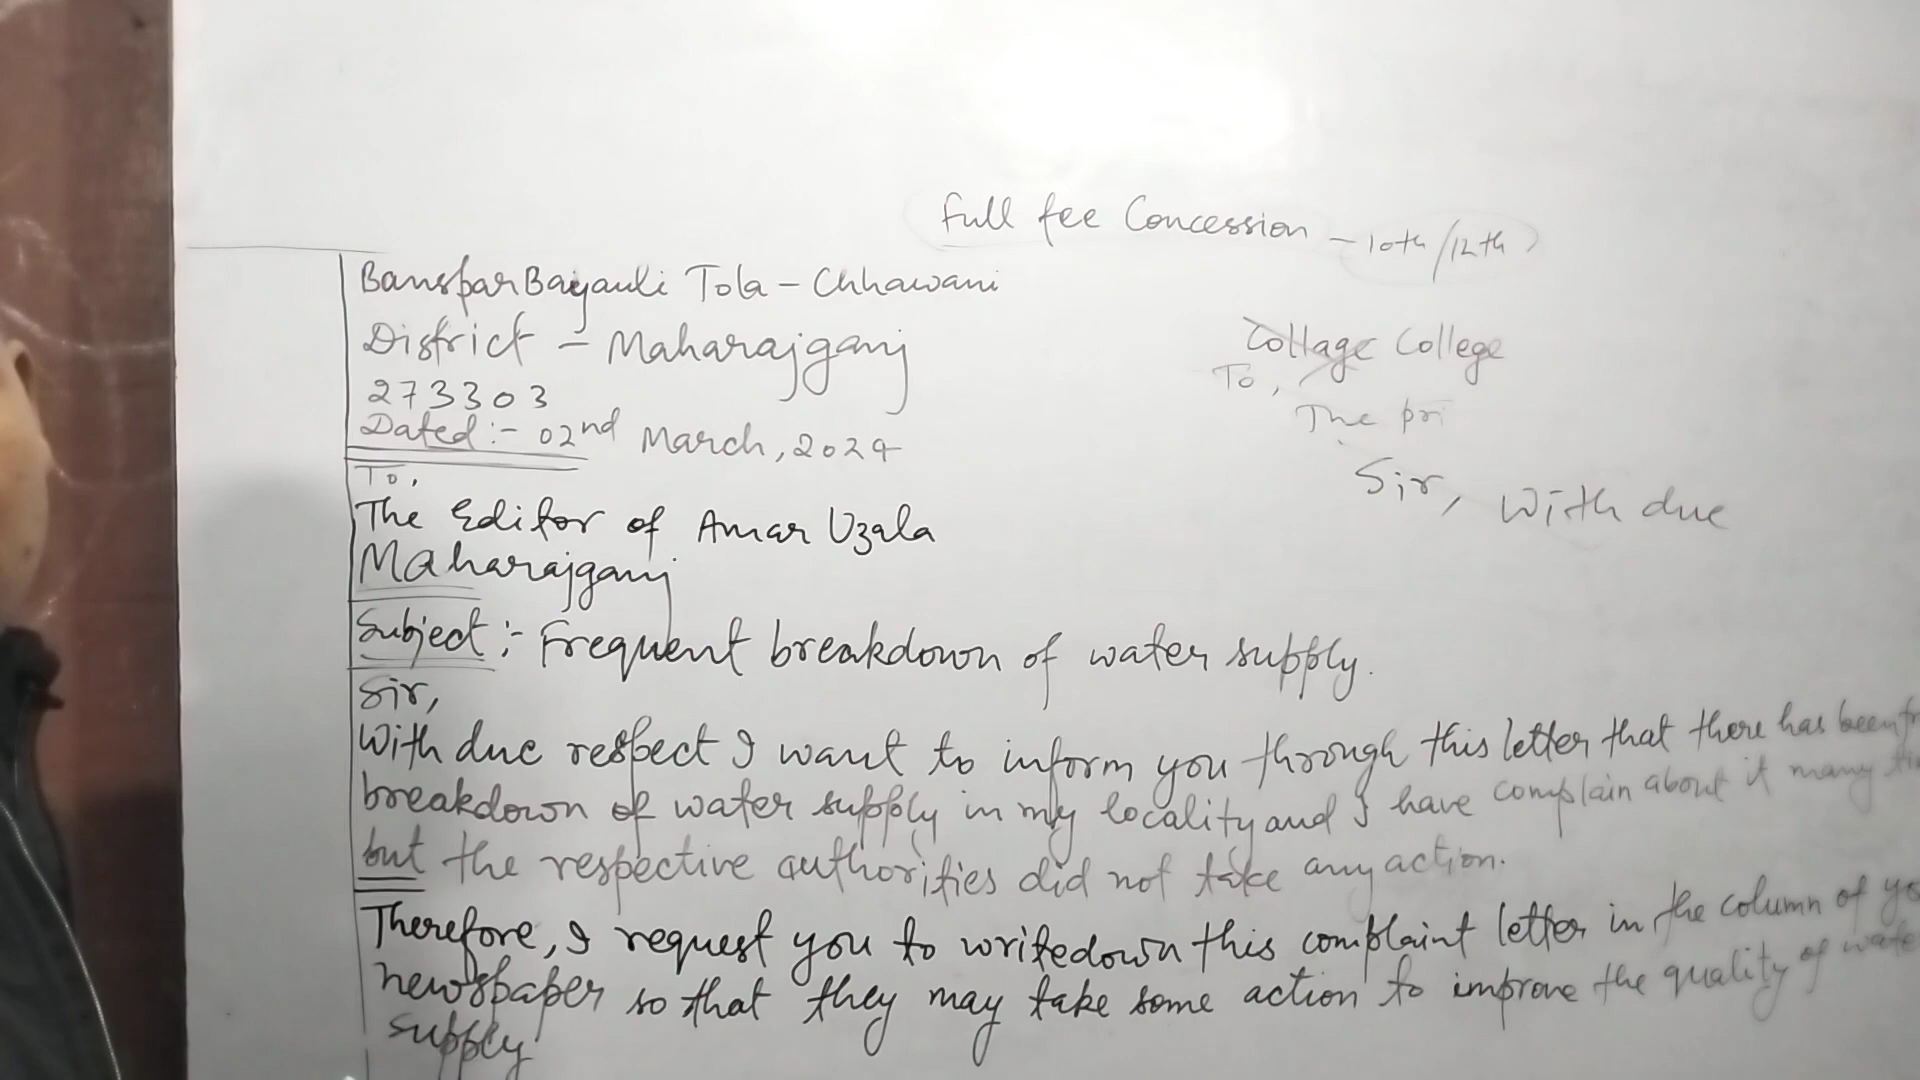 Full fee Concession - 10th/12th
BansparBaijauli Tola - Chhawani
District - Maharajganj
273303
Dated :- 02nd March, 2024
To,
The Editor of Amar Uzala
Maharajganj
Subject :- Frequent breakdown of water supply.
Sir,
With due respect I want to inform you through this letter that there has been
breakdown of water supply in my locality and I have complain about it many
but the respective authorities did not take any action.
Therefore, I request you to writedown this complaint letter in the column of
newspaper so that they may take some action to improve the quality of
supply.
Collage College
To,
The pri
Sir, With due